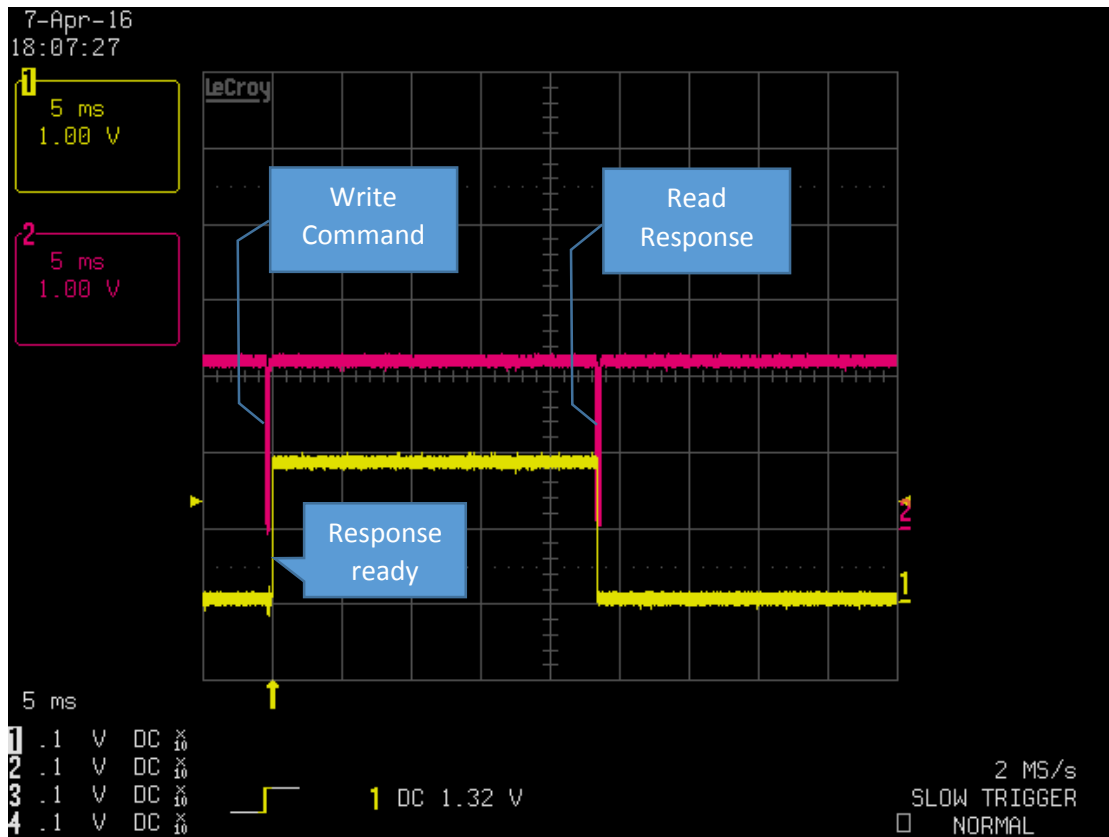 7-Apr-16
18:07:27
1
5 ms
1.00 V
LeCroy
Write
Command
Read
Response
2
5 ms
1.00 V
2
Response
ready
1
5 ms
1 .1 V DC X10
2 .1 V DC X10
3 .1 V DC X10
4 .1 V DC X10
1 DC 1.32 V
2 MS/s
SLOW TRIGGER
NORMAL